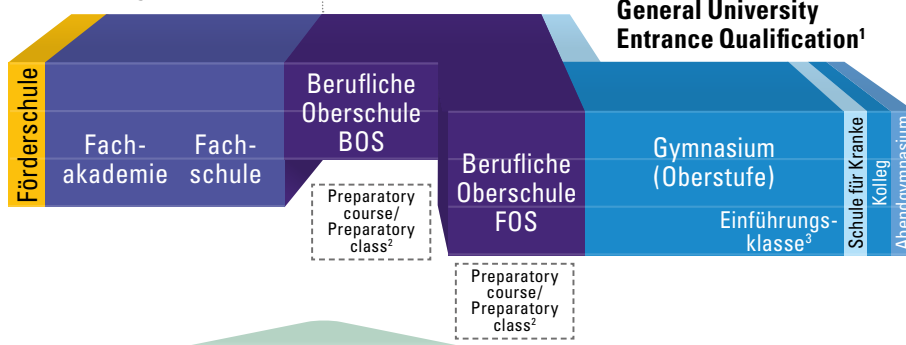 General University
Entrance Qualification¹
Förderschule
Fach-
akademie
Fach-
schule
Berufliche
Oberschule
BOS
Preparatory
course/
Preparatory
class²
Berufliche
Oberschule
FOS
Preparatory
course/
Preparatory
class²
Gymnasium
(Oberstufe)
Einführungs-
klasse³
Schule für Kranke
Kolleg
Abendgymnasium